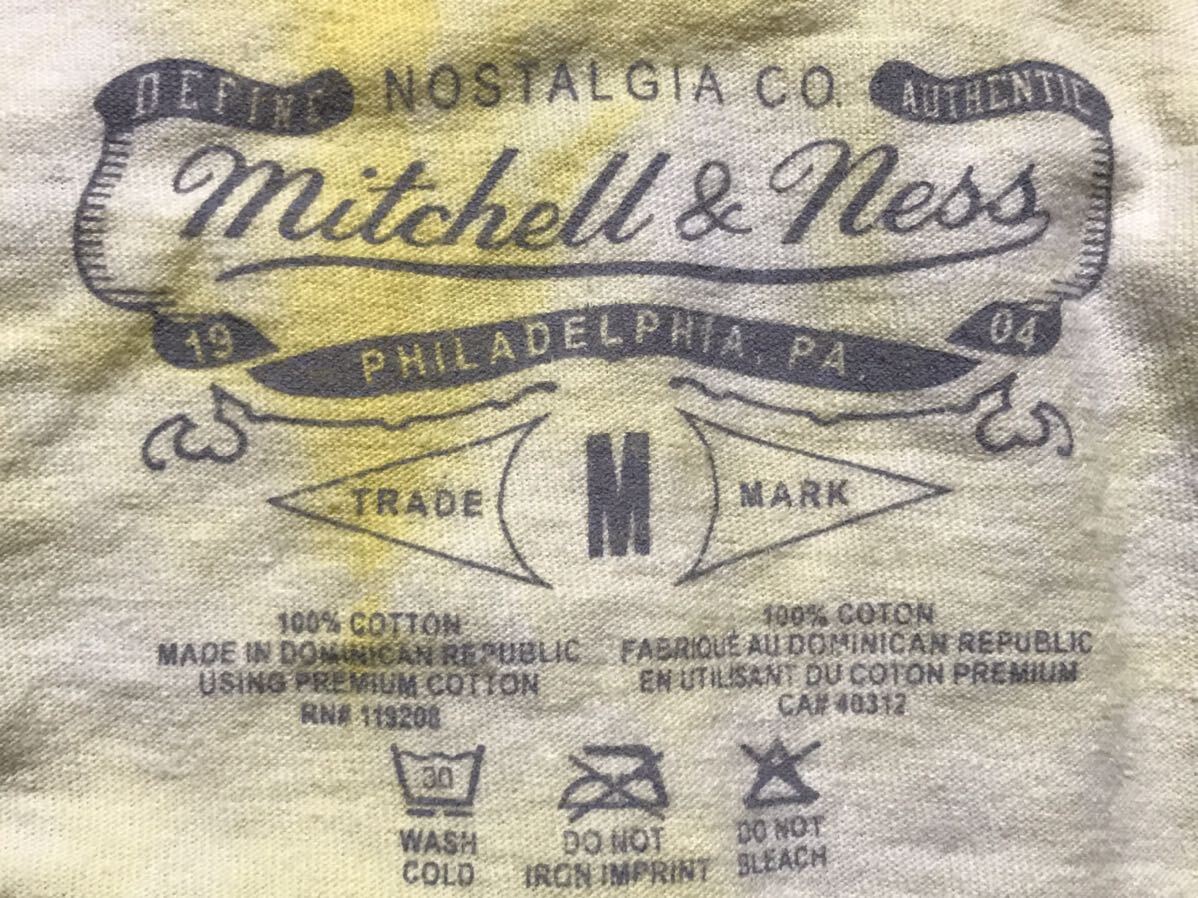 DEFINE NOSTALGIA CO. AUTHENTIC
Mitchell & Ness
19 PHILADELPHIA, PA 04
TRADE M MARK
100% COTTON
MADE IN DOMINICAN REPUBLIC
USING PREMIUM COTTON
RN# 119208
100% COTON
FABRIQUÉ AU DOMINICAN REPUBLIC
EN UTILISANT DU COTON PREMIUM
CA# 40312
30
WASH
COLD
DO NOT
IRON IMPRINT
DO NOT
BLEACH